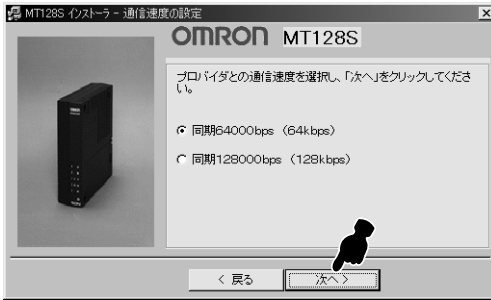 MT128S インストーラ - 通信速度の設定
OMRON MT128S
プロバイダとの通信速度を選択し、「次へ」をクリックしてくださ
い。
同期64000bps (64kbps)
同期128000bps (128kbps)
< 戻る 次へ >